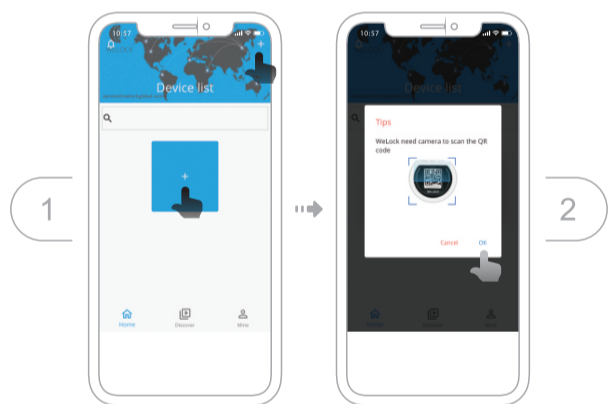 1
10:57
Device list
Home
Discover
Mine
2
10:57
Device list
Tips
WeLock need camera to scan the QR
code
Cancel
OK